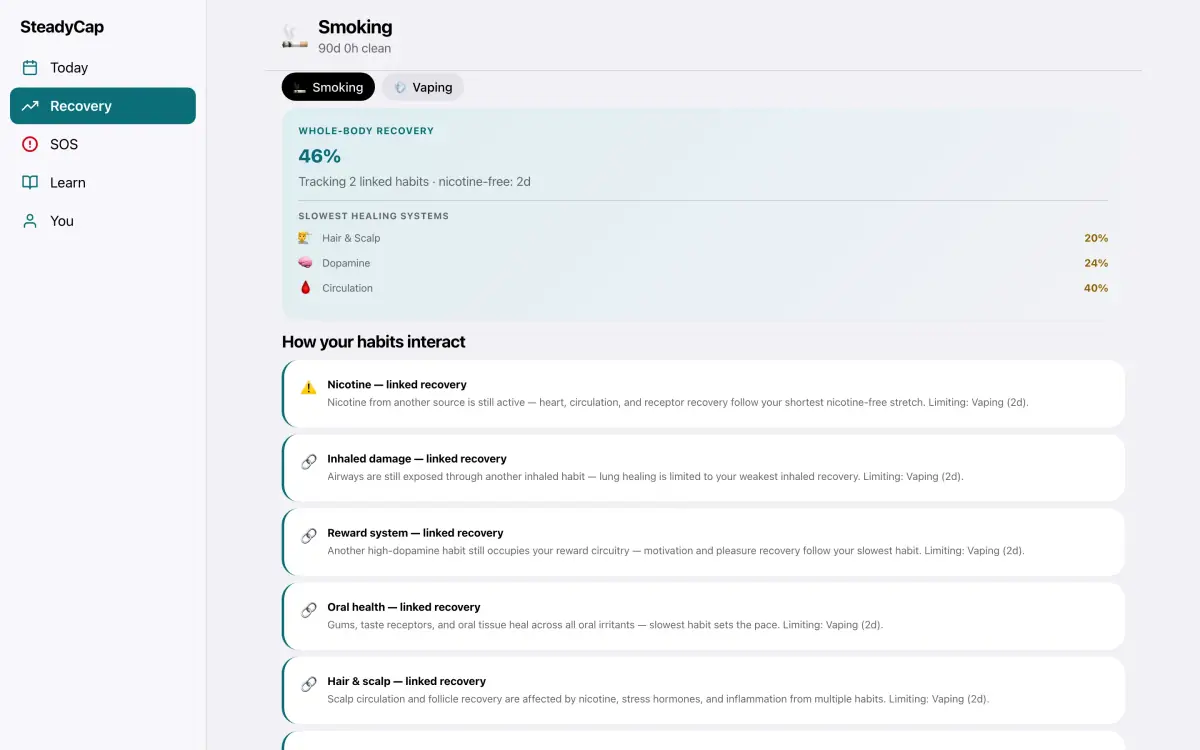 SteadyCap
Today
Recovery
SOS
Learn
You
Smoking
90d 0h clean
Smoking
Vaping
WHOLE-BODY RECOVERY
46%
Tracking 2 linked habits · nicotine-free: 2d
SLOWEST HEALING SYSTEMS
Hair & Scalp 20%
Dopamine 24%
Circulation 40%
How your habits interact
Nicotine — linked recovery
Nicotine from another source is still active — heart, circulation, and receptor recovery follow your shortest nicotine-free stretch. Limiting: Vaping (2d).
Inhaled damage — linked recovery
Airways are still exposed through another inhaled habit — lung healing is limited to your weakest inhaled recovery. Limiting: Vaping (2d).
Reward system — linked recovery
Another high-dopamine habit still occupies your reward circuitry — motivation and pleasure recovery follow your slowest habit. Limiting: Vaping (2d).
Oral health — linked recovery
Gums, taste receptors, and oral tissue heal across all oral irritants — slowest habit sets the pace. Limiting: Vaping (2d).
Hair & scalp — linked recovery
Scalp circulation and follicle recovery are affected by nicotine, stress hormones, and inflammation from multiple habits. Limiting: Vaping (2d).